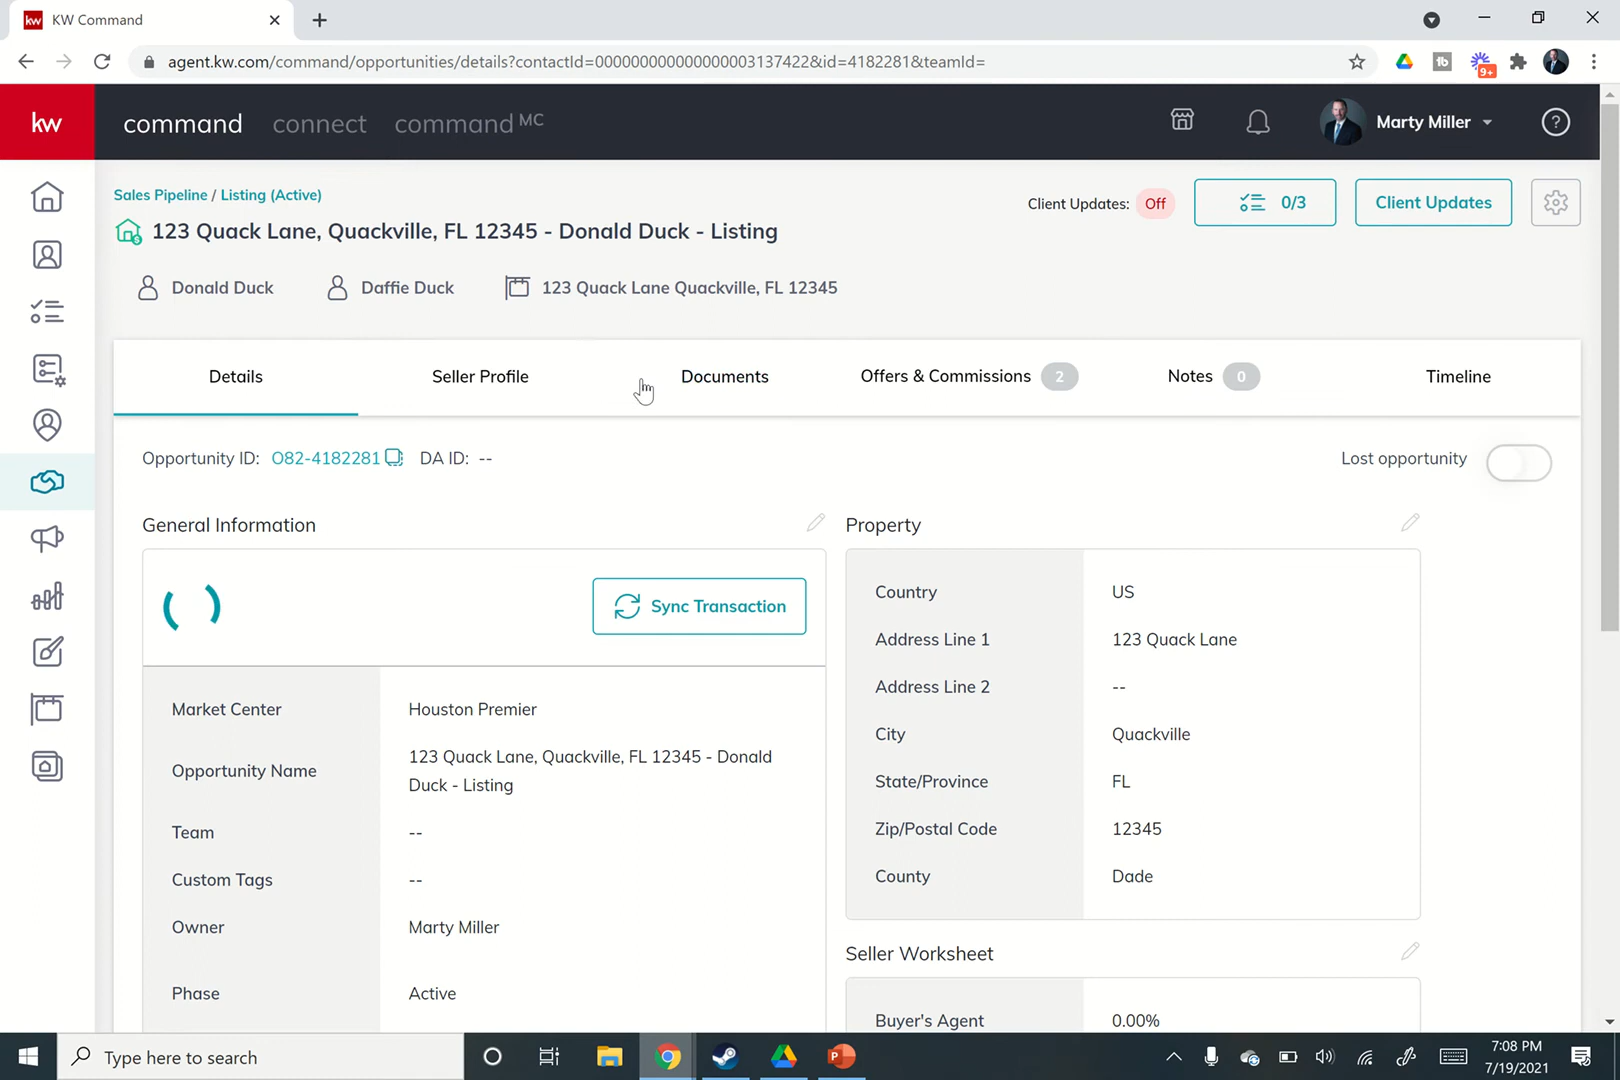 kw KW Command
agent.kw.com/command/opportunities/details?contactId=000000000000000003137422&id=4182281&teamId=
9+
kw
command connect command MC
Marty Miller
?
Sales Pipeline / Listing (Active)
Client Updates: Off
0/3
Client Updates
123 Quack Lane, Quackville, FL 12345 - Donald Duck - Listing
Donald Duck
Daffie Duck
123 Quack Lane Quackville, FL 12345
Details
Seller Profile
Documents
Offers & Commissions 2
Notes 0
Timeline
Opportunity ID: O82-4182281 DA ID: --
Lost opportunity
General Information
Sync Transaction
Market Center Houston Premier
Opportunity Name 123 Quack Lane, Quackville, FL 12345 - Donald
Duck - Listing
Team --
Custom Tags --
Owner Marty Miller
Phase Active
Property
Country US
Address Line 1 123 Quack Lane
Address Line 2 --
City Quackville
State/Province FL
Zip/Postal Code 12345
County Dade
Seller Worksheet
Buyer's Agent 0.00%
Type here to search
7:08 PM
7/19/2021